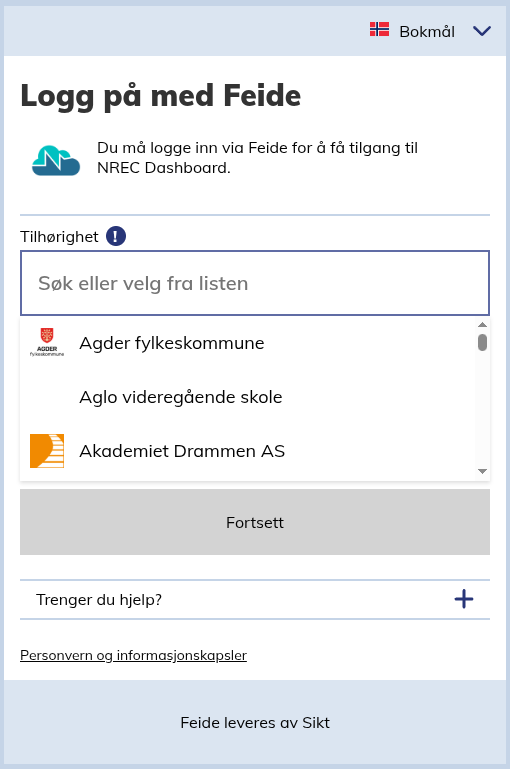 Bokmål
Logg på med Feide
Du må logge inn via Feide for å få tilgang til
NREC Dashboard.
Tilhørighet
Søk eller velg fra listen
AGDER
fylkeskommune
Agder fylkeskommune
Aglo videregående skole
Akademiet Drammen AS
Fortsett
Trenger du hjelp?
Personvern og informasjonskapsler
Feide leveres av Sikt